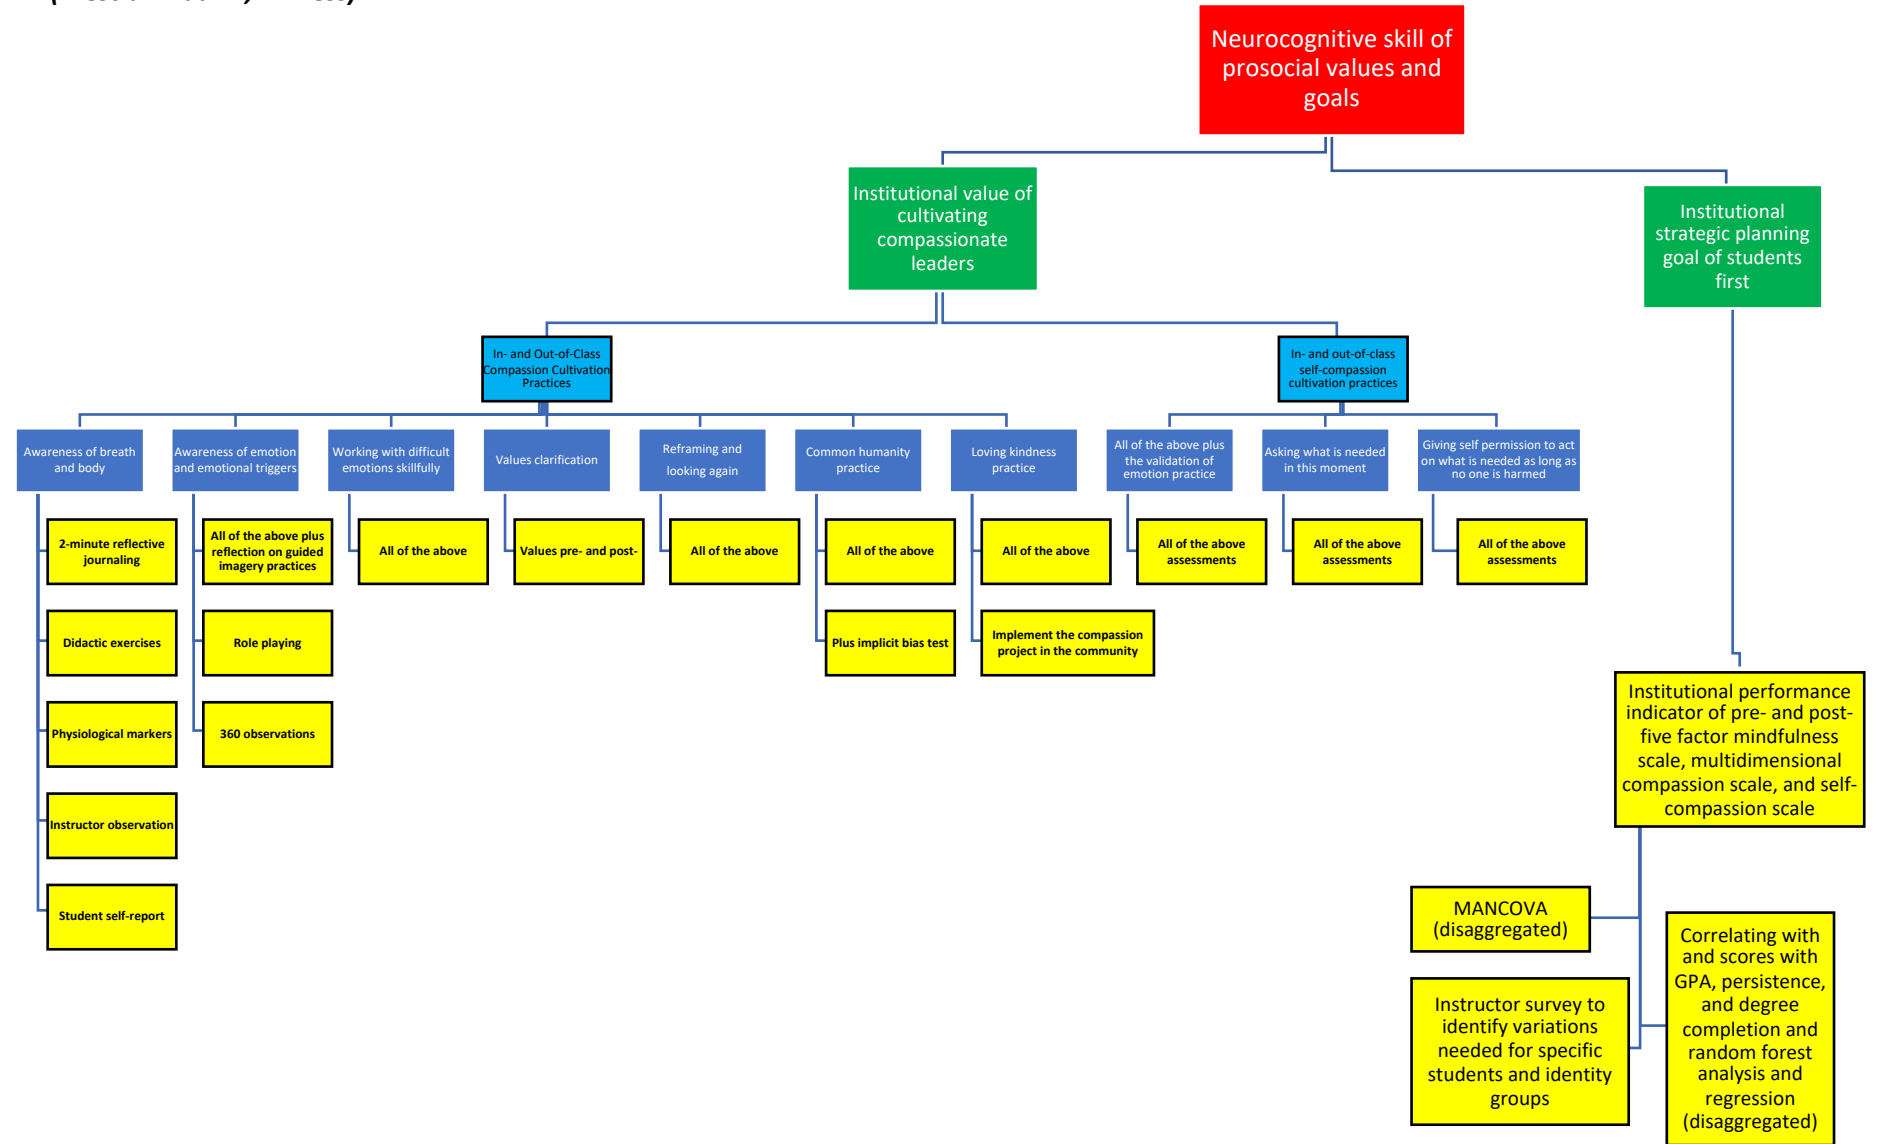 Neurocognitive skill of
prosocial values and
goals
Institutional value of
cultivating
compassionate
leaders
Institutional
strategic planning
goal of students
first
In- and Out-of-Class
Compassion Cultivation
Practices
In- and out-of-class
self-compassion
cultivation practices
Awareness of breath
and body
Awareness of emotion
and emotional triggers
Working with difficult
emotions skillfully
Values clarification
Reframing and
looking again
Common humanity
practice
Loving kindness
practice
All of the above plus
the validation of
emotion practice
Asking what is needed
in this moment
Giving self permission to act
on what is needed as long as
no one is harmed
2-minute reflective
journaling
All of the above plus
reflection on guided
imagery practices
All of the above
Values pre- and post-
All of the above
All of the above
All of the above
All of the above
assessments
All of the above
assessments
All of the above
assessments
Didactic exercises
Role playing
Plus implicit bias test
Implement the compassion
project in the community
Physiological markers
360 observations
Instructor observation
Student self-report
Institutional performance
indicator of pre- and post-
five factor mindfulness
scale, multidimensional
compassion scale, and self-
compassion scale
MANCOVA
(disaggregated)
Instructor survey to
identify variations
needed for specific
students and identity
groups
Correlating with
and scores with
GPA, persistence,
and degree
completion and
random forest
analysis and
regression
(disaggregated)